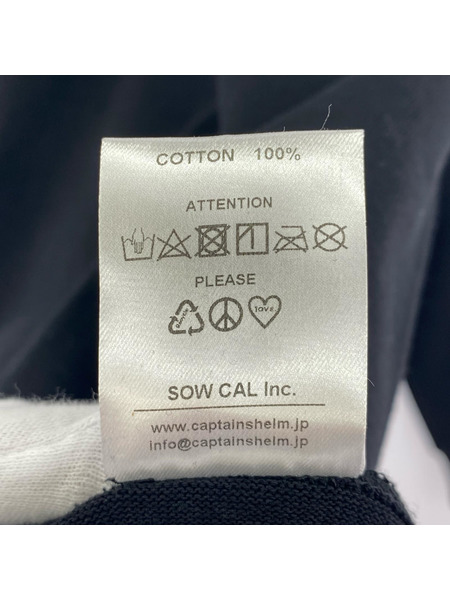 COTTON 100%
ATTENTION
PLEASE
love
SOW CAL Inc.
www.captainshelm.jp
info@captainshelm.jp